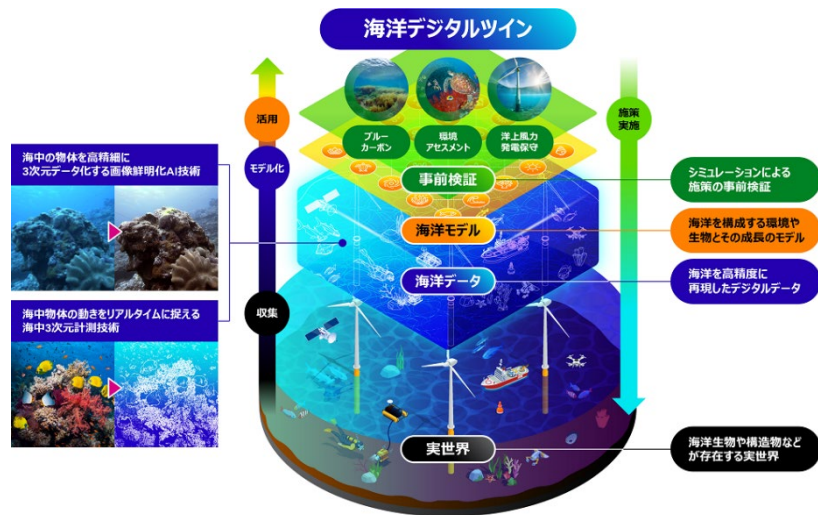 海洋デジタルツイン
活用
モデル化
収集
海中の物体を高精細に
3次元データ化する画像鮮明化AI技術
海中物体の動きをリアルタイムに捉える
海中3次元計測技術
ブルー
カーボン
環境
アセスメント
洋上風力
発電保守
事前検証
海洋モデル
海洋データ
実世界
施策
実施
シミュレーションによる
施策の事前検証
海洋を構成する環境や
生物とその成長のモデル
海洋を高精度に
再現したデジタルデータ
海洋生物や構造物など
が存在する実世界